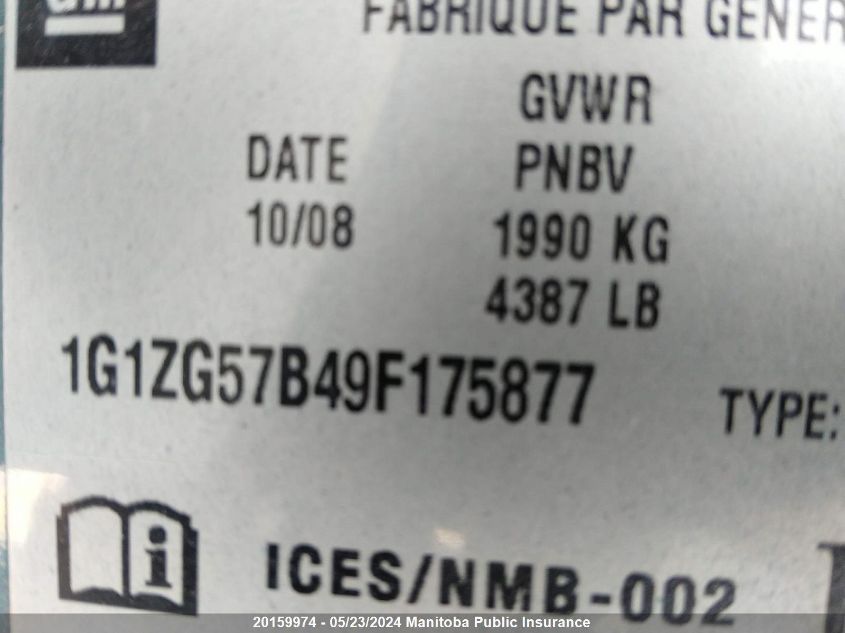 GM
FABRIQUE PAR GENER
GVWR
DATE
PNBV
10/08
1990 KG
4387 LB
1G1ZG57B49F175877
TYPE:
i
ICES/NMB-002
20159974 - 05/23/2024 Manitoba Public Insurance